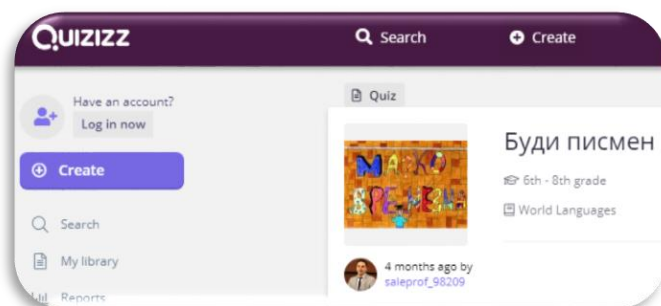 QUIZIZZ
Search
Create
Have an account?
Log in now
Create
Search
My library
Reports
Quiz
Буди писмен
6th - 8th grade
World Languages
4 months ago by
saleprof_98209